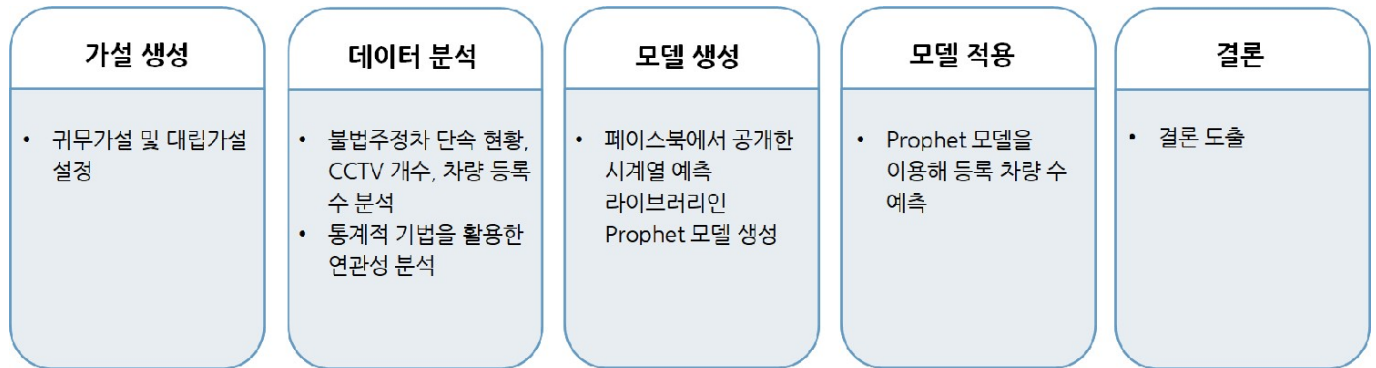 가설 생성
• 귀무가설 및 대립가설
설정
데이터 분석
• 불법주정차 단속 현황,
CCTV 개수, 차량 등록
수 분석
• 통계적 기법을 활용한
연관성 분석
모델 생성
• 페이스북에서 공개한
시계열 예측
라이브러리인
Prophet 모델 생성
모델 적용
• Prophet 모델을
이용해 등록 차량 수
예측
결론
• 결론 도출